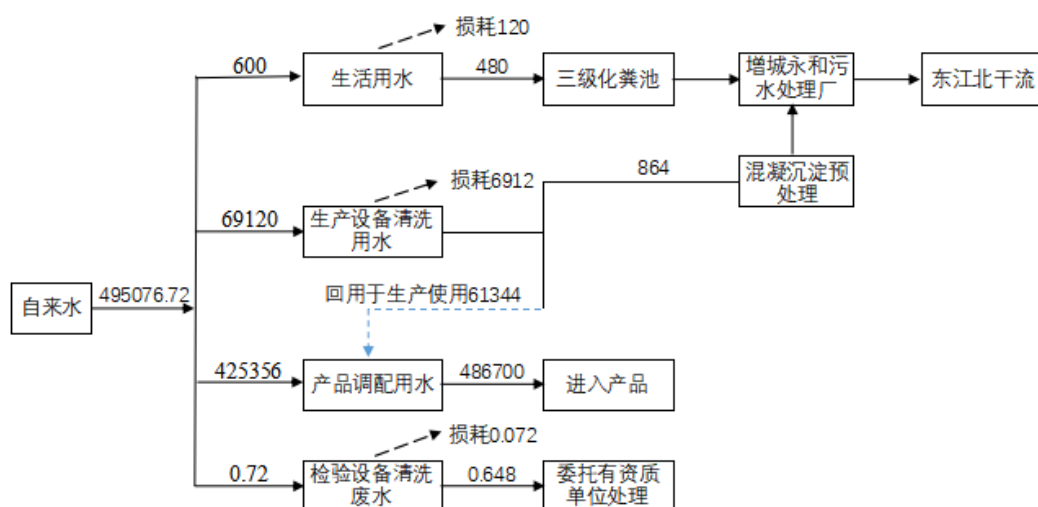 损耗120
600
生活用水
480
三级化粪池
增城永和污
水处理厂
东江北干流
损耗6912
864
混凝沉淀预
处理
69120
生产设备清洗
用水
自来水
495076.72
回用于生产使用61344
425356
产品调配用水
486700
进入产品
损耗0.072
0.72
检验设备清洗
废水
0.648
委托有资质
单位处理